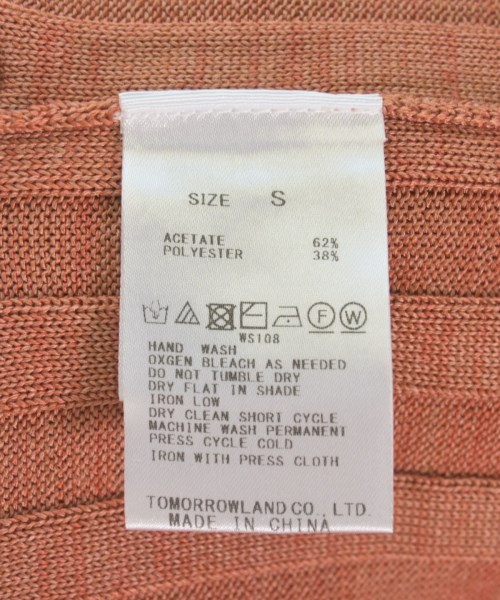 SIZE S
ACETATE 62%
POLYESTER 38%
F W
WS108
HAND WASH
OXGEN BLEACH AS NEEDED
DO NOT TUMBLE DRY
DRY FLAT IN SHADE
IRON LOW
DRY CLEAN SHORT CYCLE
MACHINE WASH PERMANENT
PRESS CYCLE COLD
IRON WITH PRESS CLOTH
TOMORROWLAND CO., LTD.
MADE IN CHINA